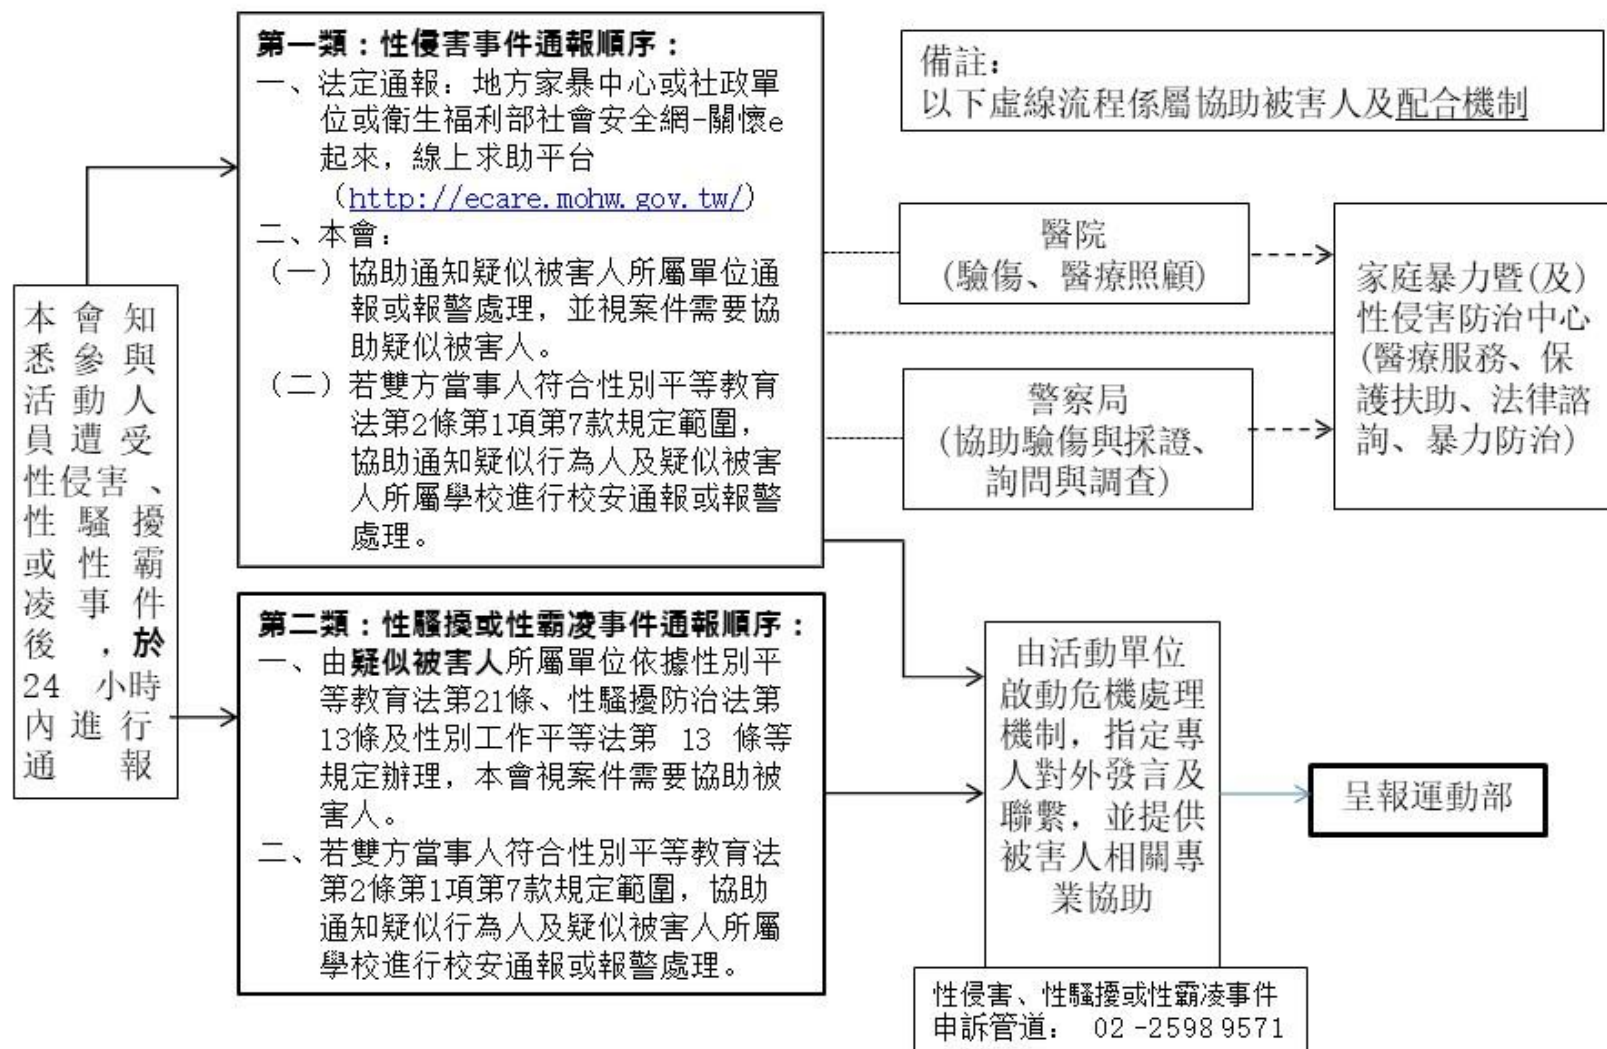 本會知
悉參與
活動人
員遭受
性侵害、
性騷擾
或性霸
凌事件
後，於
24 小時
內進行
通報
第一類：性侵害事件通報順序：
一、法定通報：地方家暴中心或社政單
位或衛生福利部社會安全網-關懷e
起來，線上求助平台
（http://ecare.mohw.gov.tw/）
二、本會：
（一）協助通知疑似被害人所屬單位通
報或報警處理，並視案件需要協
助疑似被害人。
（二）若雙方當事人符合性別平等教育
法第2條第1項第7款規定範圍，
協助通知疑似行為人及疑似被害
人所屬學校進行校安通報或報警
處理。
第二類：性騷擾或性霸凌事件通報順序：
一、由疑似被害人所屬單位依據性別平
等教育法第21條、性騷擾防治法第
13條及性別工作平等法第 13 條等
規定辦理，本會視案件需要協助被
害人。
二、若雙方當事人符合性別平等教育法
第2條第1項第7款規定範圍，協助
通知疑似行為人及疑似被害人所屬
學校進行校安通報或報警處理。
備註：
以下虛線流程係屬協助被害人及配合機制
醫院
(驗傷、醫療照顧)
警察局
(協助驗傷與採證、
詢問與調查)
家庭暴力暨(及)
性侵害防治中心
(醫療服務、保
護扶助、法律諮
詢、暴力防治)
由活動單位
啟動危機處理
機制，指定專
人對外發言及
聯繫，並提供
被害人相關專
業協助
呈報運動部
性侵害、性騷擾或性霸凌事件
申訴管道： 02-25989571